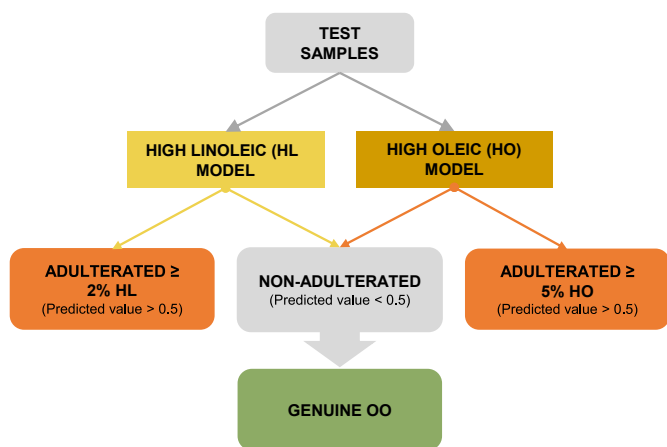 TEST
SAMPLES
HIGH LINOLEIC (HL
MODEL
HIGH OLEIC (HO)
MODEL
ADULTERATED ≥
2% HL
(Predicted value > 0.5)
NON-ADULTERATED
(Predicted value < 0.5)
ADULTERATED ≥
5% HO
(Predicted value > 0.5)
GENUINE OO